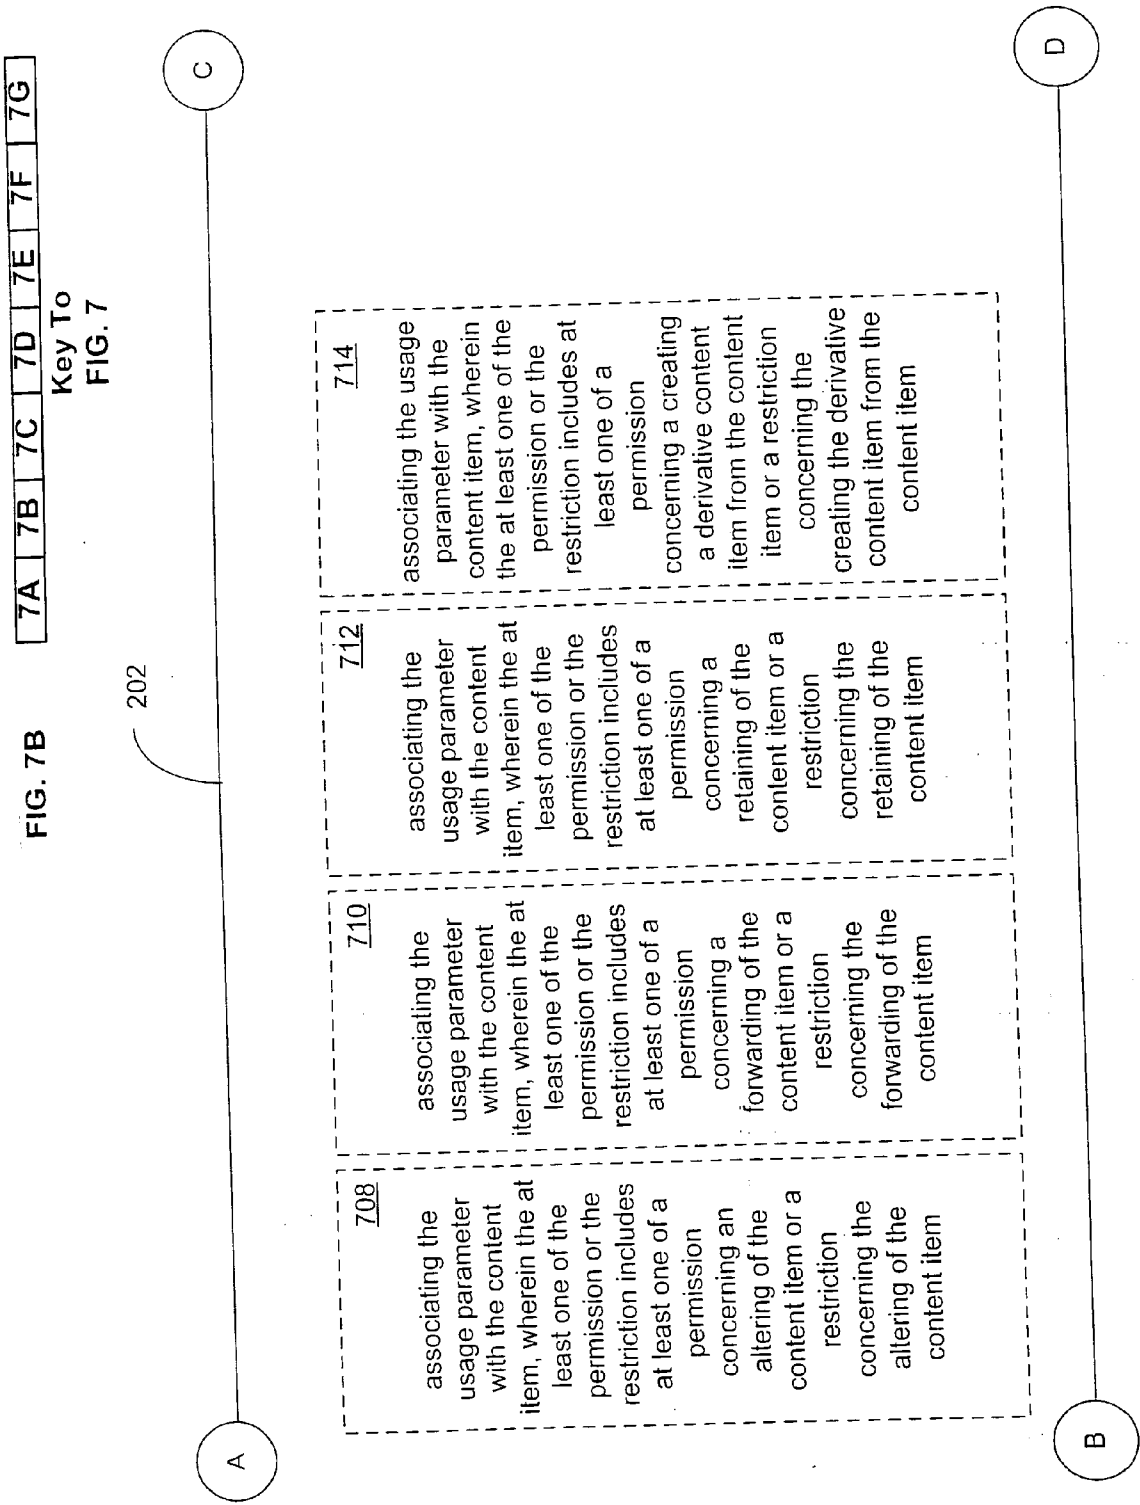 FIG. 7B
7A 7B 7C 7D 7E 7F 7G
Key To
FIG. 7
202
A
C
708
associating the
usage parameter
with the content
item, wherein the at
least one of the
permission or the
restriction includes
at least one of a
permission
concerning an
altering of the
content item or a
restriction
concerning the
altering of the
content item
710
associating the
usage parameter
with the content
item, wherein the at
least one of the
permission or the
restriction includes
at least one of a
permission
concerning a
forwarding of the
content item or a
restriction
concerning the
forwarding of the
content item
712
associating the
usage parameter
with the content
item, wherein the at
least one of the
permission or the
restriction includes
at least one of a
permission
concerning a
retaining of the
content item or a
restriction
concerning the
retaining of the
content item
714
associating the usage
parameter with the
content item, wherein
the at least one of the
permission or the
restriction includes at
least one of a
permission
concerning a creating
a derivative content
item from the content
item or a restriction
concerning the
creating the derivative
content item from the
content item
B
D